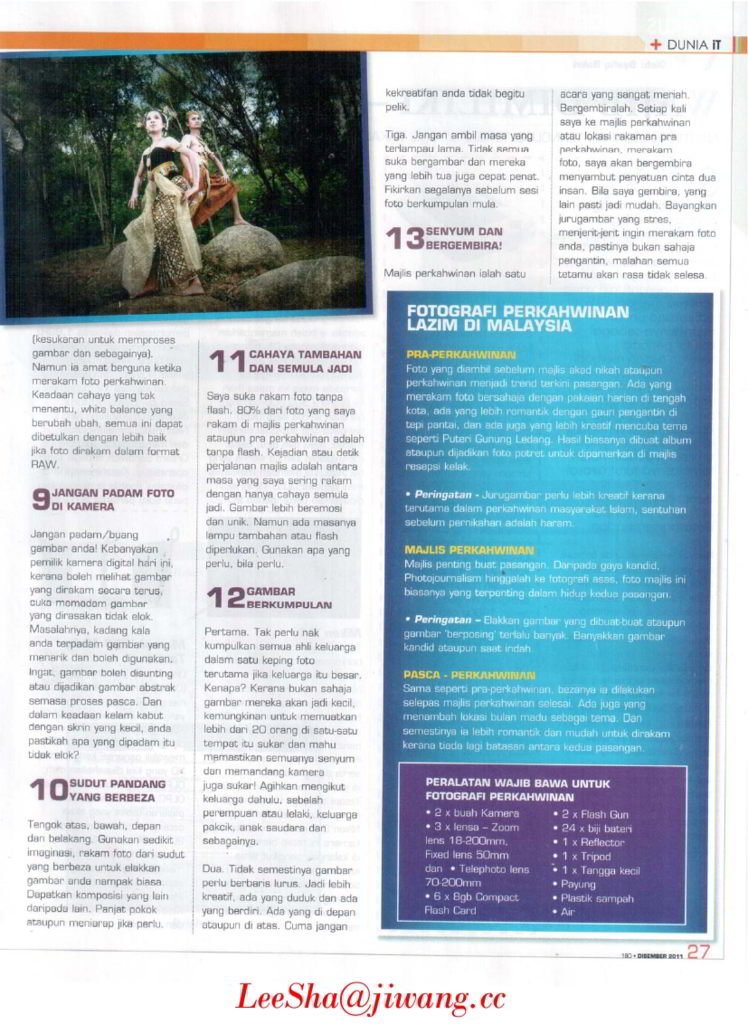 + DUNIA iT
(kesukaran untuk memproses
gambar dan sebagainya).
Namun ia amat berguna ketika
merakam foto perkahwinan.
Keadaan cahaya yang tak
menentu, white balance yang
berubah ubah, semua ini dapat
dibetulkan dengan lebih baik
jika foto dirakam dalam format
RAW.
9 JANGAN PADAM FOTO
DI KAMERA
Jangan padam/buang
gambar anda! Kebanyakan
pemilik kamera digital hari ini,
kerana boleh melihat gambar
yang dirakam secara terus,
suka memadam gambar
yang dirasakan tidak elok.
Masalahnya, kadang kala
anda terpadam gambar yang
menarik dan boleh digunakan.
Ingat, gambar boleh disunting
atau dijadikan gambar abstrak
semasa proses pasca. Dan
dalam keadaan kelam kabut
dengan skrin yang kecil, anda
pastikah apa yang dipadam itu
tidak elok?
10 SUDUT PANDANG
YANG BERBEZA
Tengok atas, bawah, depan
dan belakang. Gunakan sedikit
imaginasi, rakam foto dari sudut
yang berbeza untuk elakkan
gambar anda nampak biasa.
Dapatkan komposisi yang lain
daripada lain. Panjat pokok
ataupun meniarap jika perlu.
11 CAHAYA TAMBAHAN
DAN SEMULA JADI
Saya suka rakam foto tanpa
flash. 80% dari foto yang saya
rakam di majlis perkahwinan
ataupun pra perkahwinan adalah
tanpa flash. Kejadian atau detik
perjalanan majlis adalah antara
masa yang saya sering rakam
dengan hanya cahaya semula
jadi. Gambar lebih beremosi
dan unik. Namun ada masanya
lampu tambahan atau flash
diperlukan. Gunakan apa yang
perlu, bila perlu.
12 GAMBAR
BERKUMPULAN
Pertama. Tak perlu nak
kumpulkan semua ahli keluarga
dalam satu keping foto
terutama jika keluarga itu besar.
Kenapa? Kerana bukan sahaja
gambar mereka akan jadi kecil,
kemungkinan untuk memuatkan
lebih dari 20 orang di satu-satu
tempat itu sukar dan mahu
memastikan semuanya senyum
dan memandang kamera
juga sukar! Agihkan mengikut
keluarga dahulu, sebelah
perempuan atau lelaki, keluarga
pakcik, anak saudara dan
sebagainya.
Dua. Tidak semestinya gambar
perlu berbaris lurus. Jadi lebih
kreatif, ada yang duduk dan ada
yang berdiri. Ada yang di depan
ataupun di atas. Cuma jangan
kekreatifan anda tidak begitu
pelik.
Tiga. Jangan ambil masa yang
terlampau lama. Tidak semua
suka bergambar dan mereka
yang lebih tua juga cepat penat.
Fikirkan segalanya sebelum sesi
foto berkumpulan mula.
13 SENYUM DAN
BERGEMBIRA!
Majlis perkahwinan ialah satu
acara yang sangat meriah.
Bergembiralah. Setiap kali
saya ke majlis perkahwinan
atau lokasi rakaman pra
perkahwinan, merakam
foto, saya akan bergembira
menyambut penyatuan cinta dua
insan. Bila saya gembira, yang
lain pasti jadi mudah. Bayangkan
jurugambar yang stres,
menjerit-jerit ingin merakam foto
anda, pastinya bukan sahaja
pengantin, malahan semua
tetamu akan rasa tidak selesa.
FOTOGRAFI PERKAHWINAN
LAZIM DI MALAYSIA
PRA-PERKAHWINAN
Foto yang diambil sebelum majlis akad nikah ataupun
perkahwinan menjadi trend terkini pasangan. Ada yang
merakam foto bersahaja dengan pakaian harian di tengah
kota, ada yang lebih romantik dengan gaun pengantin di
tepi pantai, dan ada juga yang lebih kreatif mencuba tema
seperti Puteri Gunung Ledang. Hasil biasanya dibuat album
ataupun dijadikan foto potret untuk dipamerkan di majlis
resepsi kelak.
• Peringatan - Jurugambar perlu lebih kreatif kerana
terutama dalam perkahwinan masyarakat Islam, sentuhan
sebelum pernikahan adalah haram.
MAJLIS PERKAHWINAN
Majlis penting buat pasangan. Daripada gaya kandid,
Photojournalism hinggalah ke fotografi asas, foto majlis ini
biasanya yang terpenting dalam hidup kedua pasangan.
• Peringatan – Elakkan gambar yang dibuat-buat ataupun
gambar 'berposing' terlalu banyak. Banyakkan gambar
kandid ataupun saat indah.
PASCA - PERKAHWINAN
Sama seperti pra-perkahwinan, bezanya ia dilakukan
selepas majlis perkahwinan selesai. Ada juga yang
menambah lokasi bulan madu sebagai tema. Dan
semestinya ia lebih romantik dan mudah untuk dirakam
kerana tiada lagi batasan antara kedua pasangan.
PERALATAN WAJIB BAWA UNTUK
FOTOGRAFI PERKAHWINAN
• 2 x buah Kamera
• 3 x lensa – Zoom
lens 18-200mm,
Fixed lens 50mm
dan • Telephoto lens
70-200mm
• 6 x 8gb Compact
Flash Card
• 2 x Flash Gun
• 24 x biji bateri
• 1 x Reflector
• 1 x Tripod
• 1 x Tangga kecil
• Payung
• Plastik sampah
• Air
180 • DISEMBER 2011 27
LeeSha@jiwang.cc